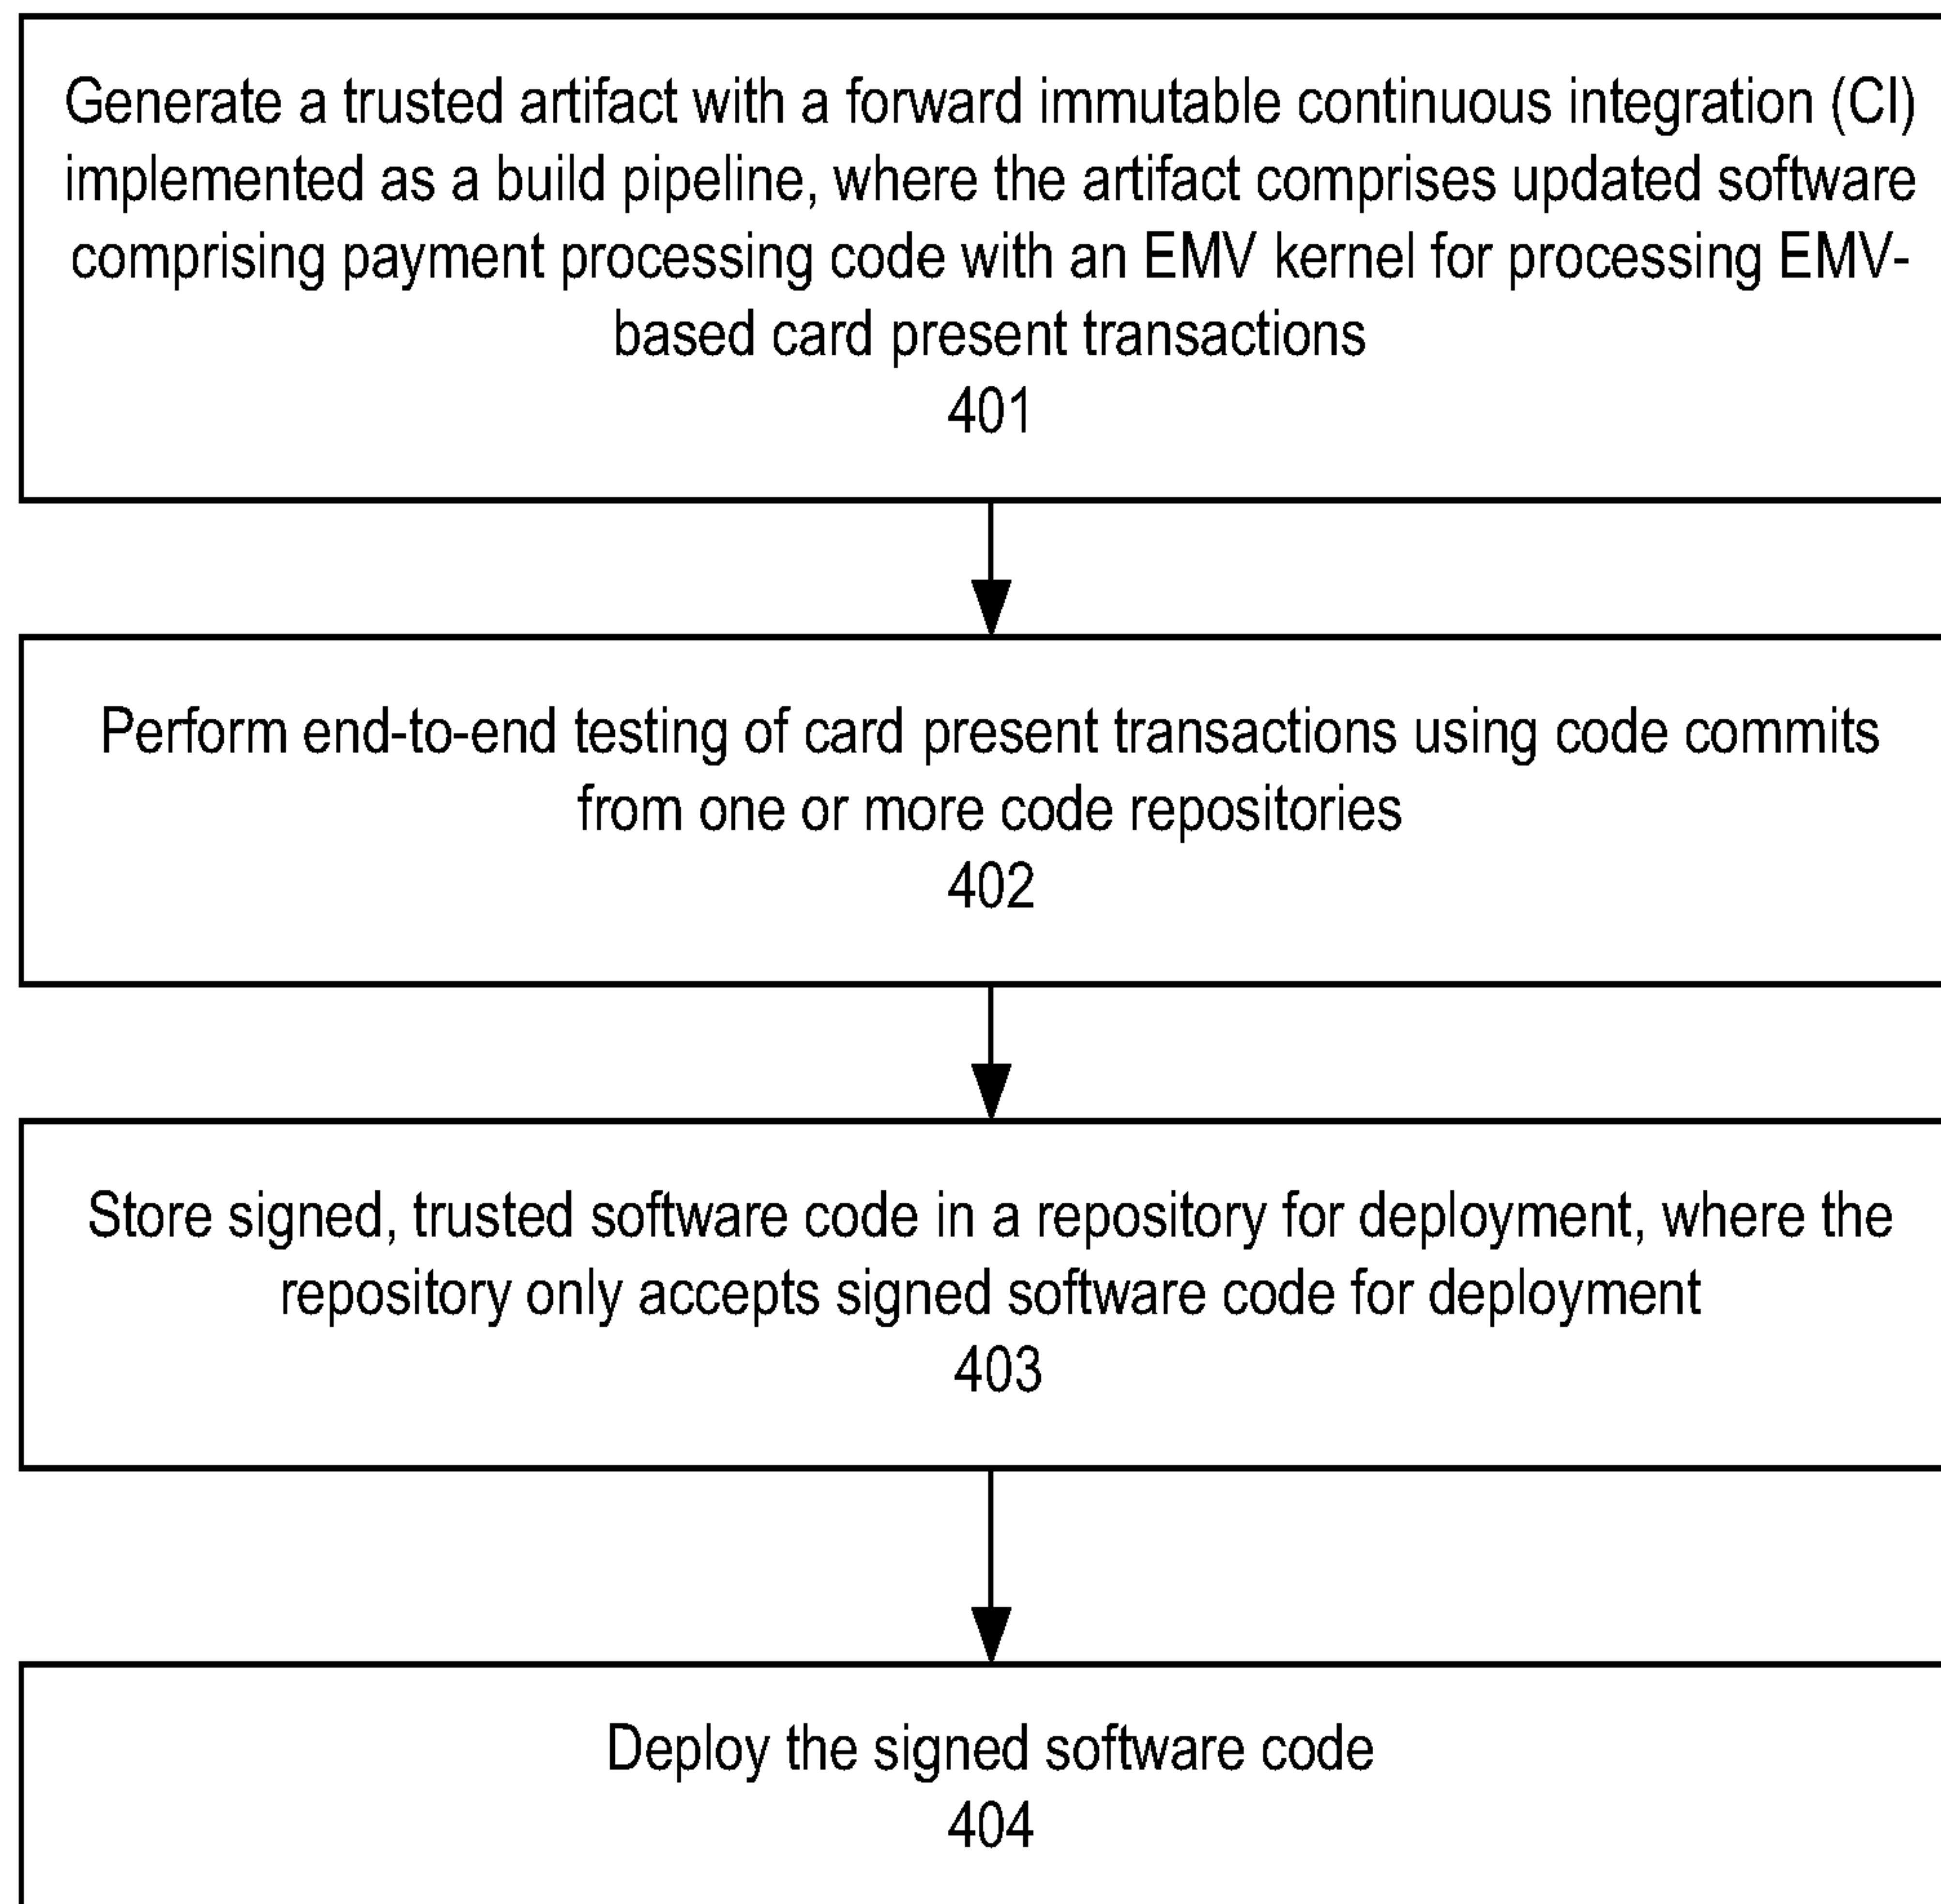 Generate a trusted artifact with a forward immutable continuous integration (CI)
implemented as a build pipeline, where the artifact comprises updated software
comprising payment processing code with an EMV kernel for processing EMV-
based card present transactions
401
Perform end-to-end testing of card present transactions using code commits
from one or more code repositories
402
Store signed, trusted software code in a repository for deployment, where the
repository only accepts signed software code for deployment
403
Deploy the signed software code
404